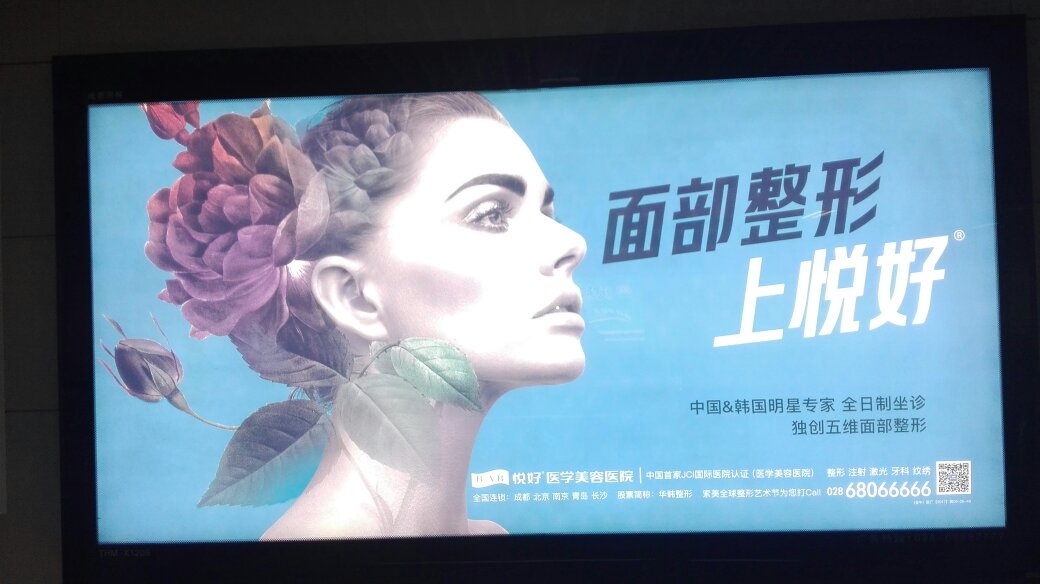 面部整形
上悦好®
中国&韩国明星专家 全日制坐诊
独创五维面部整形
悦好®医学美容医院 | 中国首家JCI国际医院认证(医学美容医院) 整形 注射 激光 牙科 纹绣
全国连锁: 成都 北京 南京 青岛 长沙 股票简称: 华韩整形 索美全球整形艺术节为您打Call 028 68066666